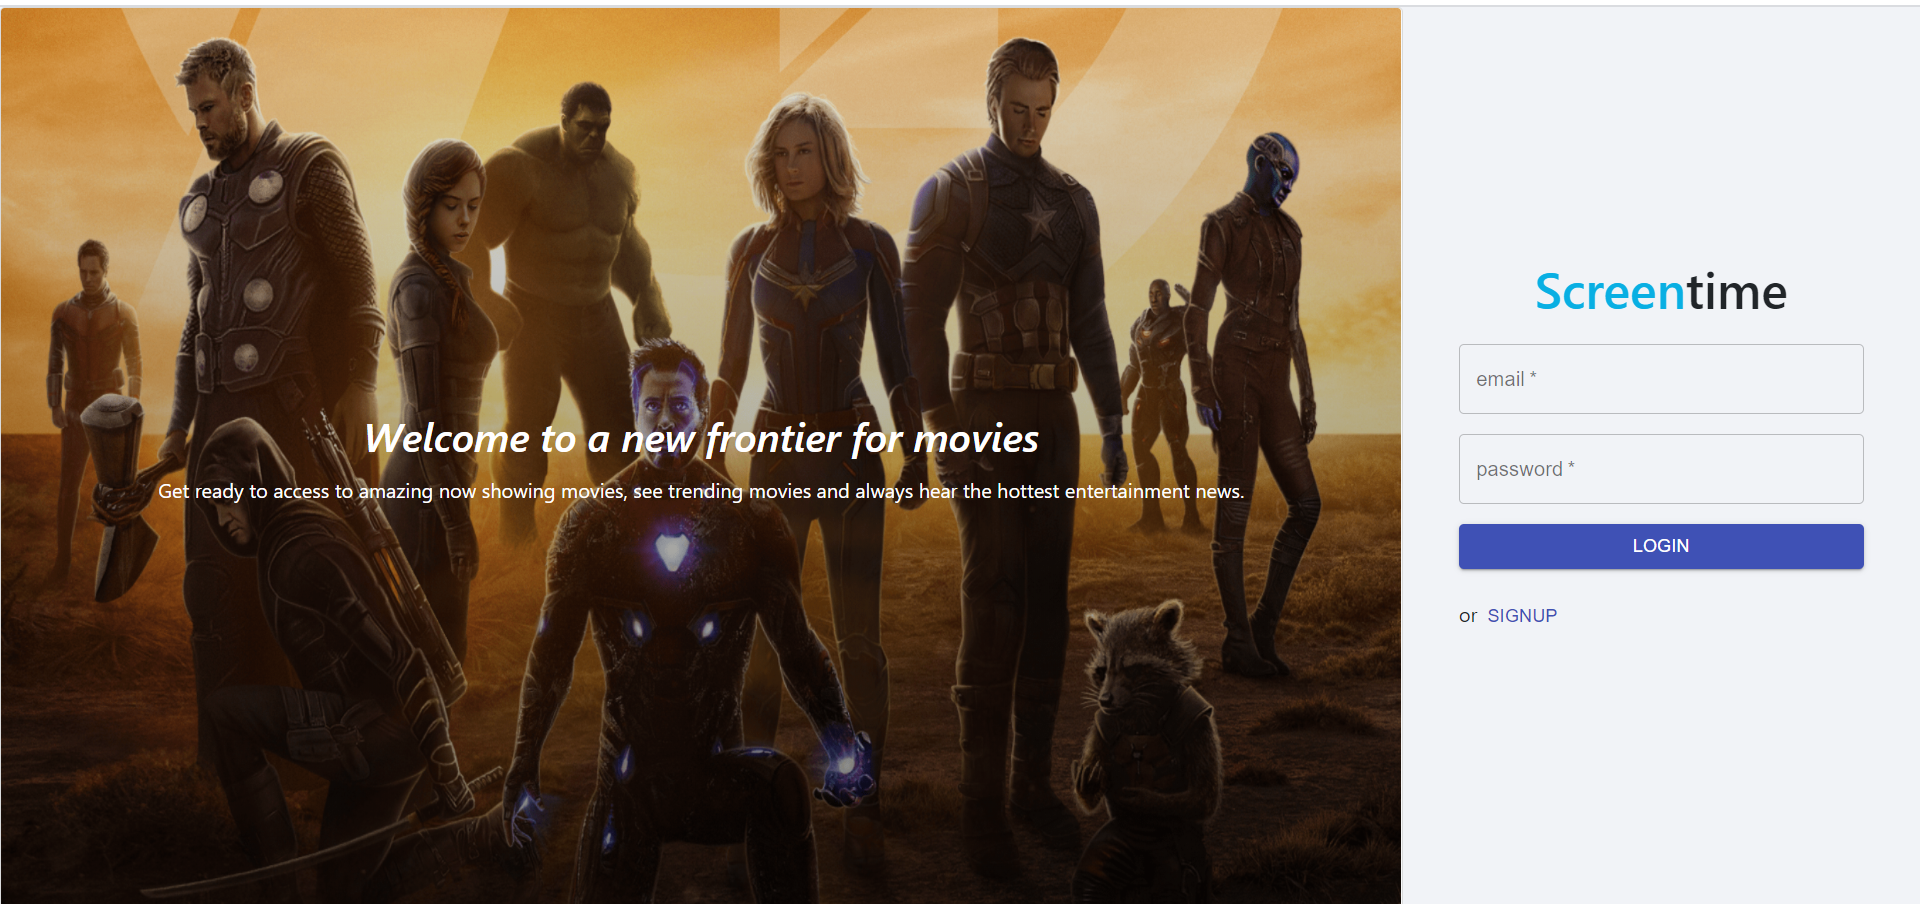 Welcome to a new frontier for movies
Get ready to access to amazing now showing movies, see trending movies and always hear the hottest entertainment news.
Screentime
email *
password *
LOGIN
or SIGNUP